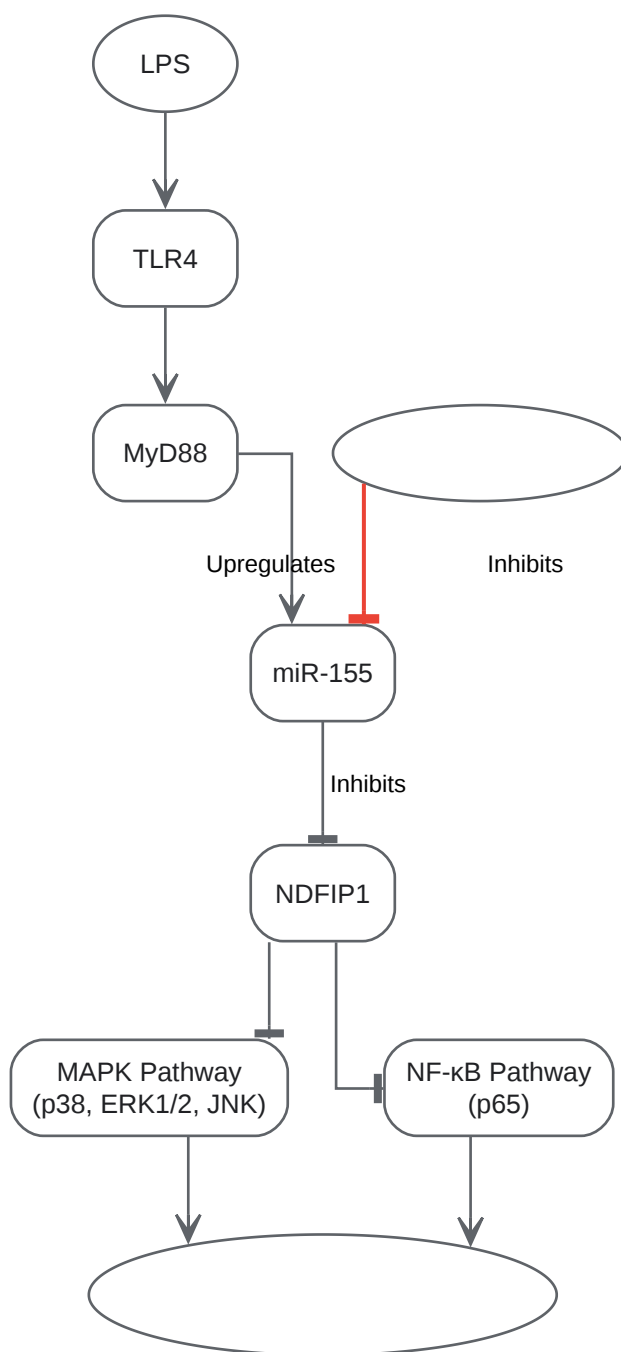 LPS
TLR4
MyD88
Upregulates
Inhibits
miR-155
Inhibits
NDFIP1
MAPK Pathway
(p38, ERK1/2, JNK)
NF-κB Pathway
(p65)